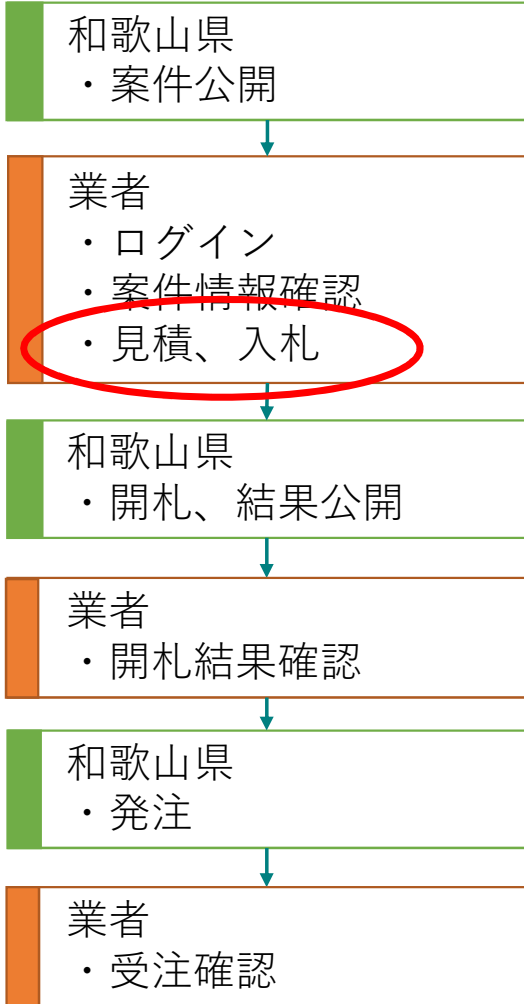 和歌山県
・案件公開
業者
・ログイン
・案件情報確認
・見積、入札
和歌山県
・開札、結果公開
業者
・開札結果確認
和歌山県
・発注
業者
・受注確認